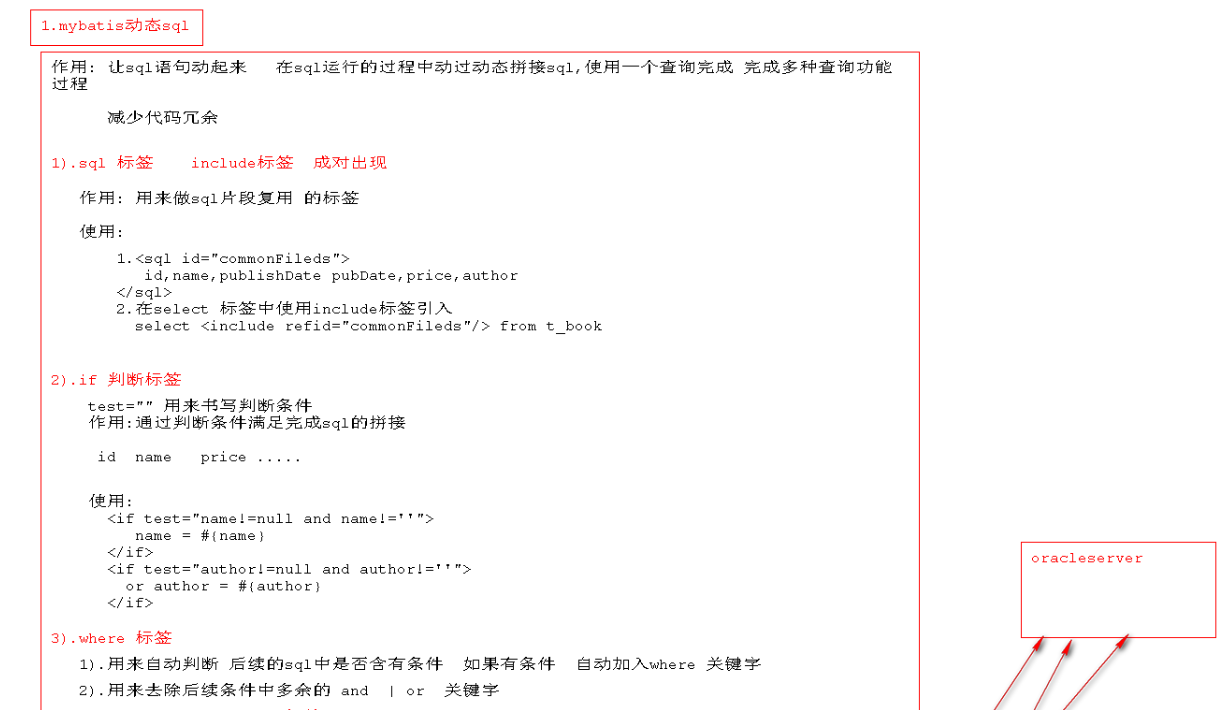 1.mybatis动态sql
作用: 让sql语句动起来 在sql运行的过程中动过动态拼接sql,使用一个查询完成 完成多种查询功能
过程
减少代码冗余
1).sql 标签 include标签 成对出现
作用: 用来做sql片段复用 的标签
使用:
1.<sql id="commonFileds">
id,name,publishDate pubDate,price,author
</sql>
2.在select 标签中使用include标签引入
select <include refid="commonFileds"/> from t_book
2).if 判断标签
test="" 用来书写判断条件
作用:通过判断条件满足完成sql的拼接
id name price .....
使用:
<if test="name!=null and name!=''">
name = #{name}
</if>
<if test="author!=null and author!=''">
or author = #{author}
</if>
oracleserver
3).where 标签
1).用来自动判断 后续的sql中是否含有条件 如果有条件 自动加入where 关键字
2).用来去除后续条件中多余的 and | or 关键字